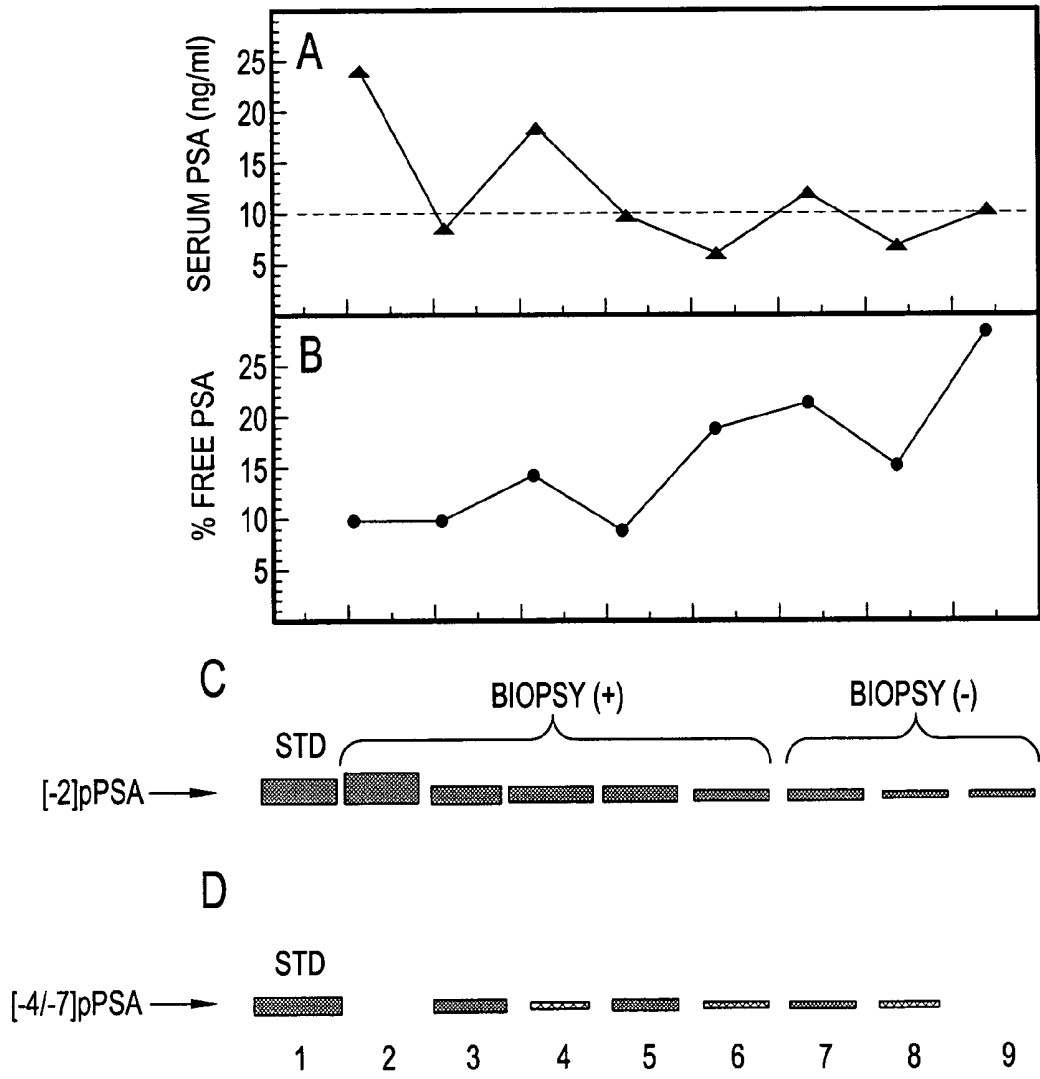 A
SERUM PSA (ng/ml)
25
20
15
10
5
B
% FREE PSA
25
20
15
10
5
C
BIOPSY (+)
BIOPSY (-)
STD
[-2]pPSA
D
STD
[-4/-7]pPSA
1 2 3 4 5 6 7 8 9